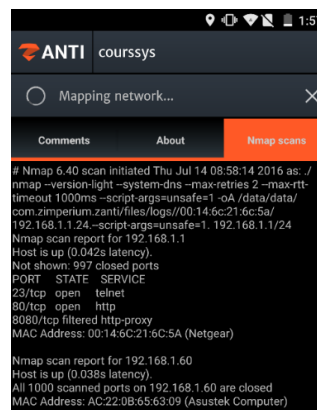 1:5
ANTI courssys
Mapping network...
Comments About Nmap scans
# Nmap 6.40 scan initiated Thu Jul 14 08:58:14 2016 as: ./
nmap --version-light --system-dns --max-retries 2 --max-rtt-
timeout 1000ms --script-args=unsafe=1 -oA /data/data/
com.zimperium.zanti/files/logs//00:14:6c:21:6c:5a/
192.168.1.24.--script-args=unsafe=1. 192.168.1.1/24
Nmap scan report for 192.168.1.1
Host is up (0.042s latency).
Not shown: 997 closed ports
PORT STATE SERVICE
23/tcp open telnet
80/tcp open http
8080/tcp filtered http-proxy
MAC Address: 00:14:6C:21:6C:5A (Netgear)
Nmap scan report for 192.168.1.60
Host is up (0.038s latency).
All 1000 scanned ports on 192.168.1.60 are closed
MAC Address: AC:22:0B:65:63:09 (Asustek Computer)